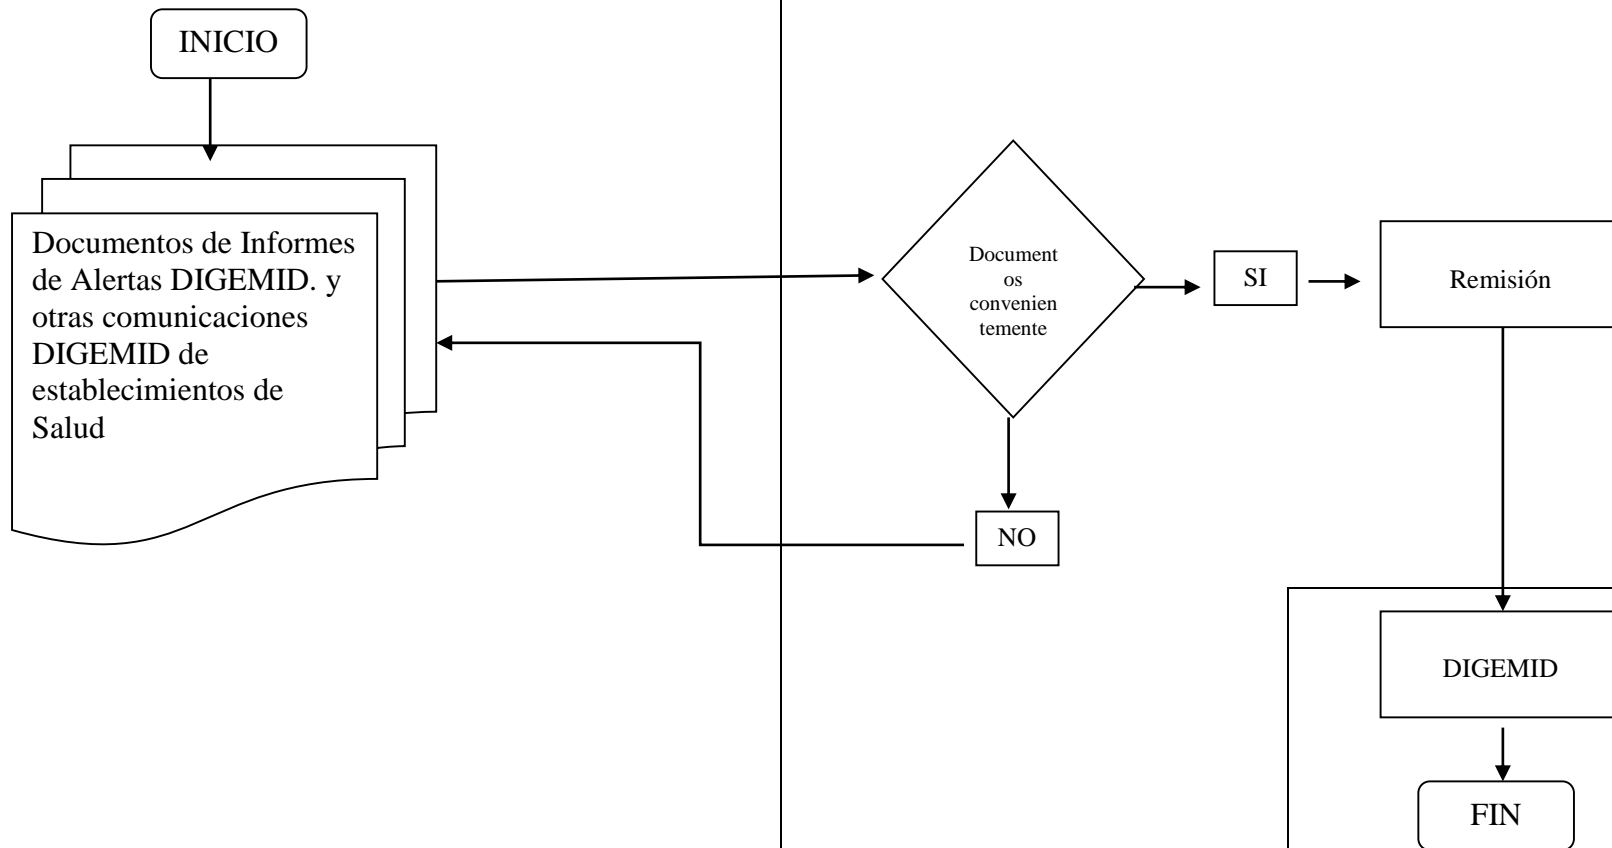 INICIO
Documentos de Informes
de Alertas DIGEMID. y
otras comunicaciones
DIGEMID de
establecimientos de
Salud
Document
os
convenien
temente
SI
Remisión
NO
DIGEMID
FIN